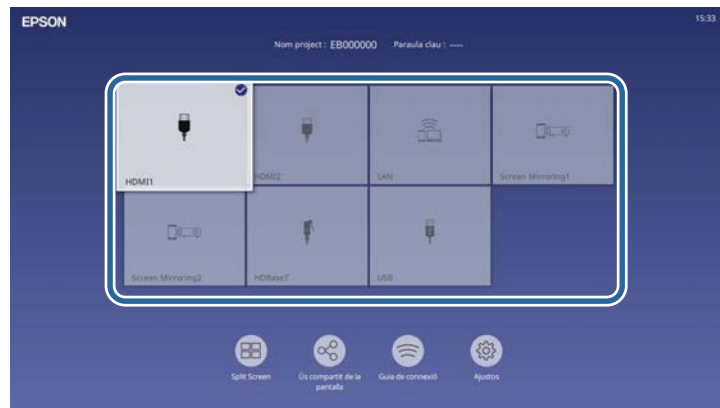 EPSON
15:33
Nom project : EB000000 Paraula clau : ----
HDMI1
HDMI2
LAN
Screen Mirroring1
Screen Mirroring2
HDBaseT
USB
Split Screen
Ús compartit de la
pantalla
Guia de connexió
Ajustos